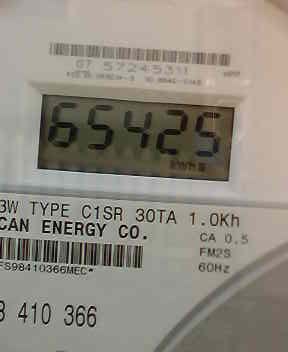 07 57245311
65425
kWh
3W TYPE C1SR 30TA 1.0Kh
CAN ENERGY CO.
CA 0.5
FM2S
60Hz
FS98410366MEC*
8 410 366